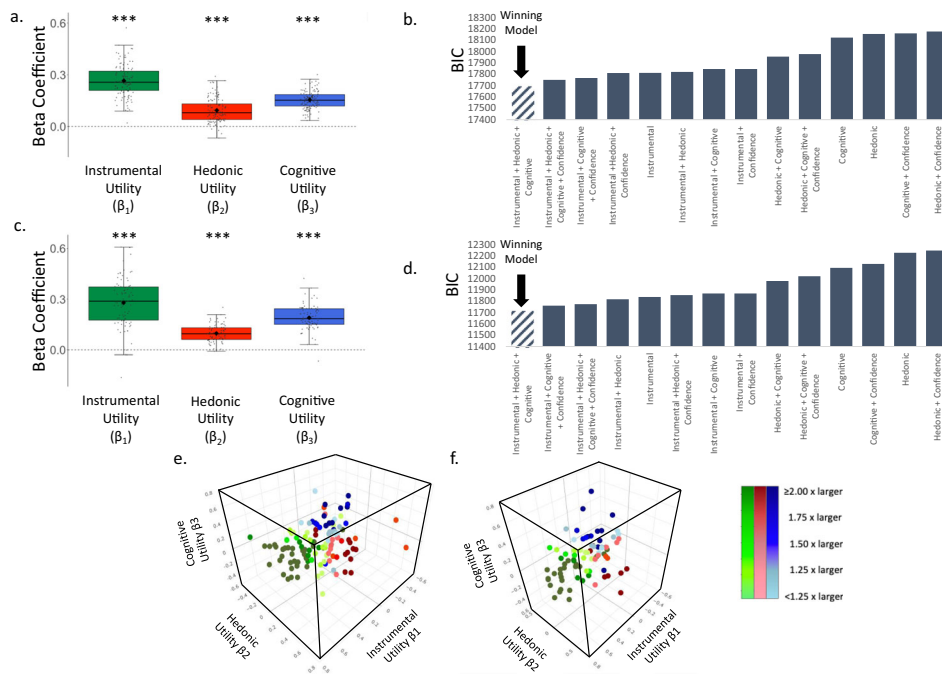 a.
0.6
0.3
0.0
Beta Coefficient
***
***
***
Instrumental
Utility
(β1)
Hedonic
Utility
(β2)
Cognitive
Utility
(β3)
b.
BIC
18300
18200
18100
18000
17900
17800
17700
17600
17500
17400
Winning
Model
Instrumental + Hedonic +
Cognitive
Instrumental + Hedonic +
Cognitive + Confidence
Instrumental + Cognitive
+ Confidence
Instrumental + Hedonic +
Confidence
Instrumental
Instrumental + Hedonic
Instrumental + Cognitive
Instrumental +
Confidence
Hedonic + Cognitive
Hedonic + Cognitive +
Confidence
Cognitive
Hedonic
Cognitive + Confidence
Hedonic + Confidence
c.
0.6
0.3
0.0
Beta Coefficient
***
***
***
Instrumental
Utility
(β1)
Hedonic
Utility
(β2)
Cognitive
Utility
(β3)
d.
BIC
12300
12200
12100
12000
11900
11800
11700
11600
11500
11400
Winning
Model
Instrumental + Hedonic +
Cognitive
Instrumental + Cognitive
+ Confidence
Instrumental + Hedonic +
Cognitive + Confidence
Instrumental + Hedonic
Instrumental
Instrumental +Hedonic +
Confidence
Instrumental + Cognitive
Instrumental +
Confidence
Hedonic + Cognitive
Hedonic + Cognitive +
Confidence
Cognitive
Cognitive + Confidence
Hedonic
Hedonic + Confidence
e.
Cognitive
Utility β3
Hedonic
Utility β2
Instrumental
Utility β1
f.
Cognitive
Utility β3
Hedonic
Utility β2
Instrumental
Utility β1
≥2.00 x larger
1.75 x larger
1.50 x larger
1.25 x larger
<1.25 x larger